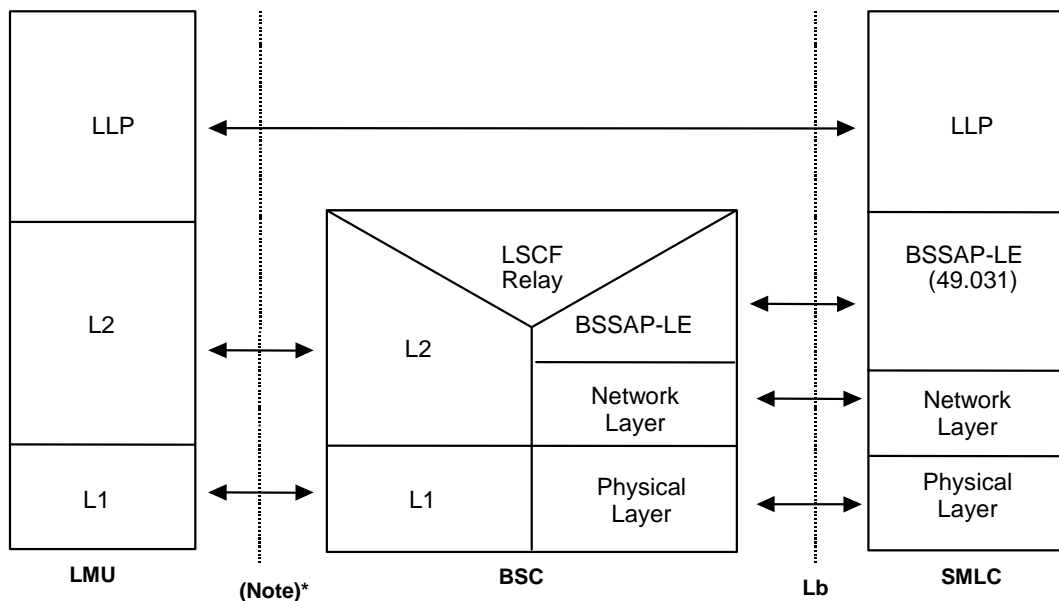 LLP
LLP
LSCF
Relay
BSSAP-LE
(49.031)
L2
L2
BSSAP-LE
Network
Layer
Network
Layer
L1
L1
Physical
Layer
Physical
Layer
LMU
(Note)*
BSC
Lb
SMLC